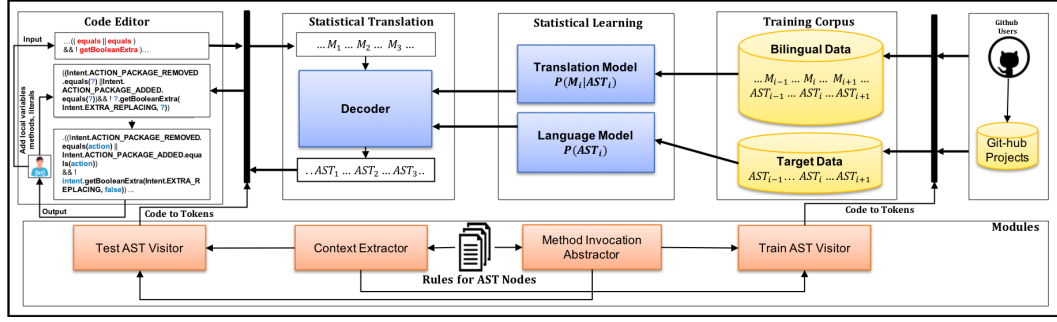 Code Editor
Input
...(( equals || equals )
&& ! getBooleanExtra )...
((Intent.ACTION_PACKAGE_REMOVED
.equals(?) ||Intent.
ACTION_PACKAGE_ADDED.
equals(?))&& ! ?.getBooleanExtra(
Intent.EXTRA_REPLACING, ?))
.((Intent.ACTION_PACKAGE_REMOVED.
equals(action) ||
Intent.ACTION_PACKAGE_ADDED.equa
ls(action))
&& !
intent.getBooleanExtra(Intent.EXTRA_R
EPLACING, false)) ...
Add local variables
methods, literals
Output
Statistical Translation
... M₁ ... M₂ ... M₃ ...
Decoder
. . AST₁ ... AST₂ ... AST₃ . .
Statistical Learning
Translation Model
P(Mᵢ|ASTᵢ)
Language Model
P(ASTᵢ)
Training Corpus
Bilingual Data
... Mᵢ₋₁ ... Mᵢ ... Mᵢ₊₁ ...
ASTᵢ₋₁ ... ASTᵢ ... ASTᵢ₊₁
Target Data
ASTᵢ₋₁ ... ASTᵢ ... ASTᵢ₊₁
Github
Users
Git-hub
Projects
Code to Tokens
Code to Tokens
Modules
Test AST Visitor
Context Extractor
Rules for AST Nodes
Method Invocation
Abstractor
Train AST Visitor